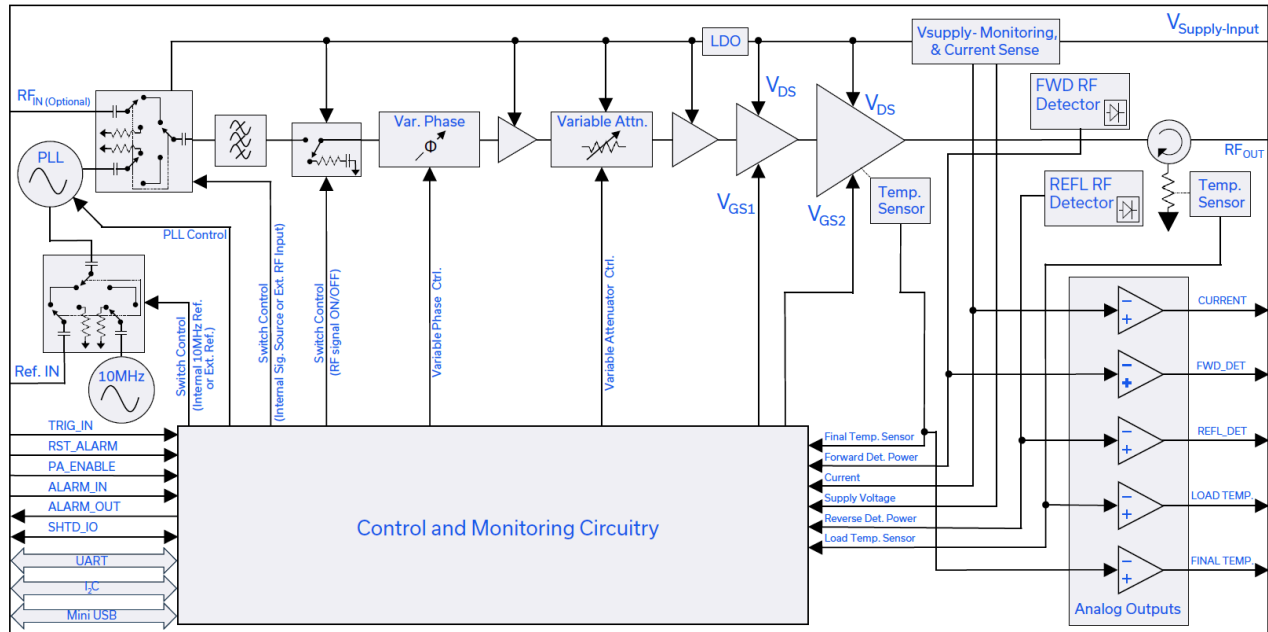 LDO
Vsupply- Monitoring,
& Current Sense
VSupply-Input
RFIN (Optional)
VDS
VDS
FWD RF
Detector
Var. Phase
Φ
Variable Attn.
PLL
RFOUT
REFL RF
Detector
Temp.
Sensor
Temp.
Sensor
VGS1
VGS2
PLL Control
Switch Control
(Internal 10MHz Ref.
or Ext. Ref.)
Switch Control
(Internal Sig. Source or Ext. RF Input)
Switch Control
(RF signal ON/OFF)
Variable Phase Ctrl.
Variable Attenuator Ctrl.
Ref. IN
10MHz
− +
CURRENT
− +
FWD_DET
− +
REFL_DET
− +
LOAD TEMP.
− +
FINAL TEMP.
Analog Outputs
TRIG_IN
RST_ALARM
PA_ENABLE
ALARM_IN
ALARM_OUT
SHTD_IO
UART
I2C
Mini USB
Control and Monitoring Circuitry
Final Temp. Sensor
Forward Det. Power
Current
Supply Voltage
Reverse Det. Power
Load Temp. Sensor